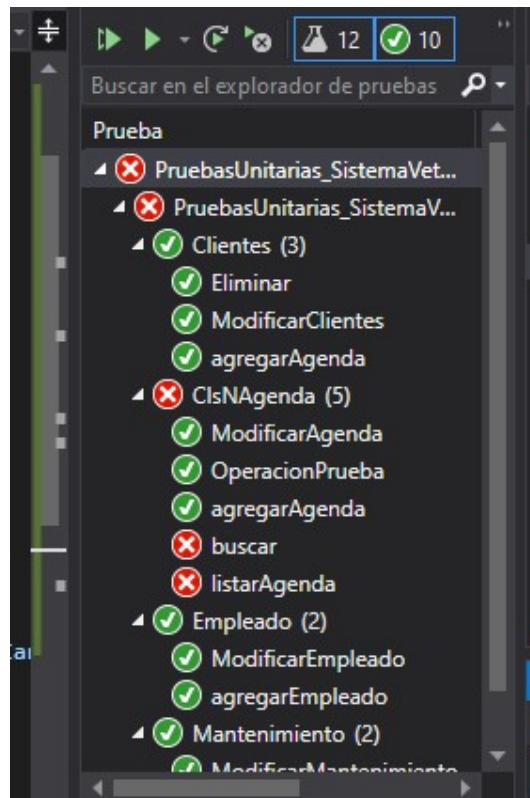 12 10
Buscar en el explorador de pruebas
Prueba
PruebasUnitarias_SistemaVet...
PruebasUnitarias_SistemaV...
Clientes (3)
Eliminar
ModificarClientes
agregarAgenda
ClsNAgenda (5)
ModificarAgenda
OperacionPrueba
agregarAgenda
buscar
listarAgenda
Empleado (2)
ModificarEmpleado
agregarEmpleado
Mantenimiento (2)
ModificarMantenimiento